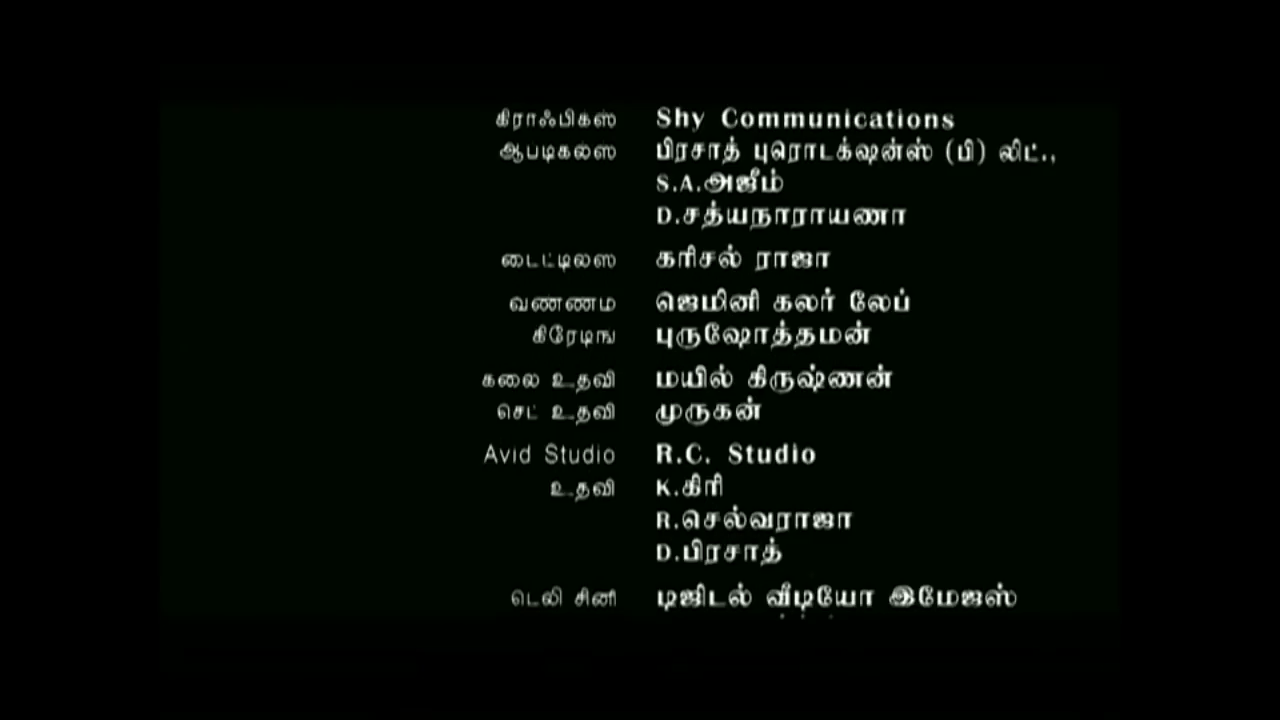 கிராஃபிக்ஸ் Shy Communications
ஆப்டிகல்ஸ் பிரசாத் புரொடக்ஷன்ஸ் (பி) லிட்.,
S.A.அஜீம்
D.சத்யநாராயணா
டைட்டில்ஸ் கரிசல் ராஜா
வண்ணம் ஜெமினி கலர் லேப்
கிரேடிங் புருஷோத்தமன்
கலை உதவி மயில் கிருஷ்ணன்
செட் உதவி முருகன்
Avid Studio R.C. Studio
உதவி K.கிரி
R.செல்வராஜா
D.பிரசாத்
டெலி சினி டிஜிடல் வீடியோ இமேஜஸ்